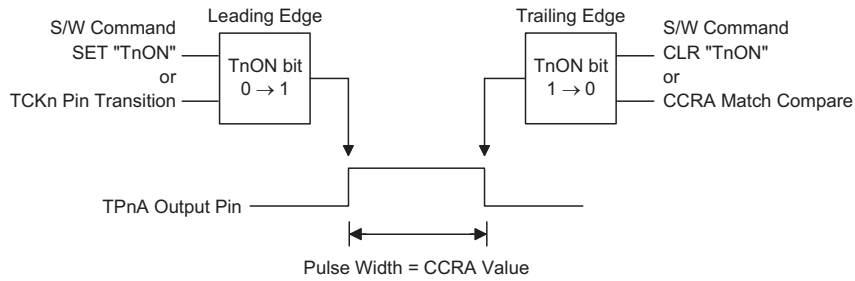 Leading Edge
S/W Command
SET "TnON"
or
TCKn Pin Transition
TnON bit
0 → 1
Trailing Edge
TnON bit
1 → 0
S/W Command
CLR "TnON"
or
CCRA Match Compare
TPnA Output Pin
Pulse Width = CCRA Value